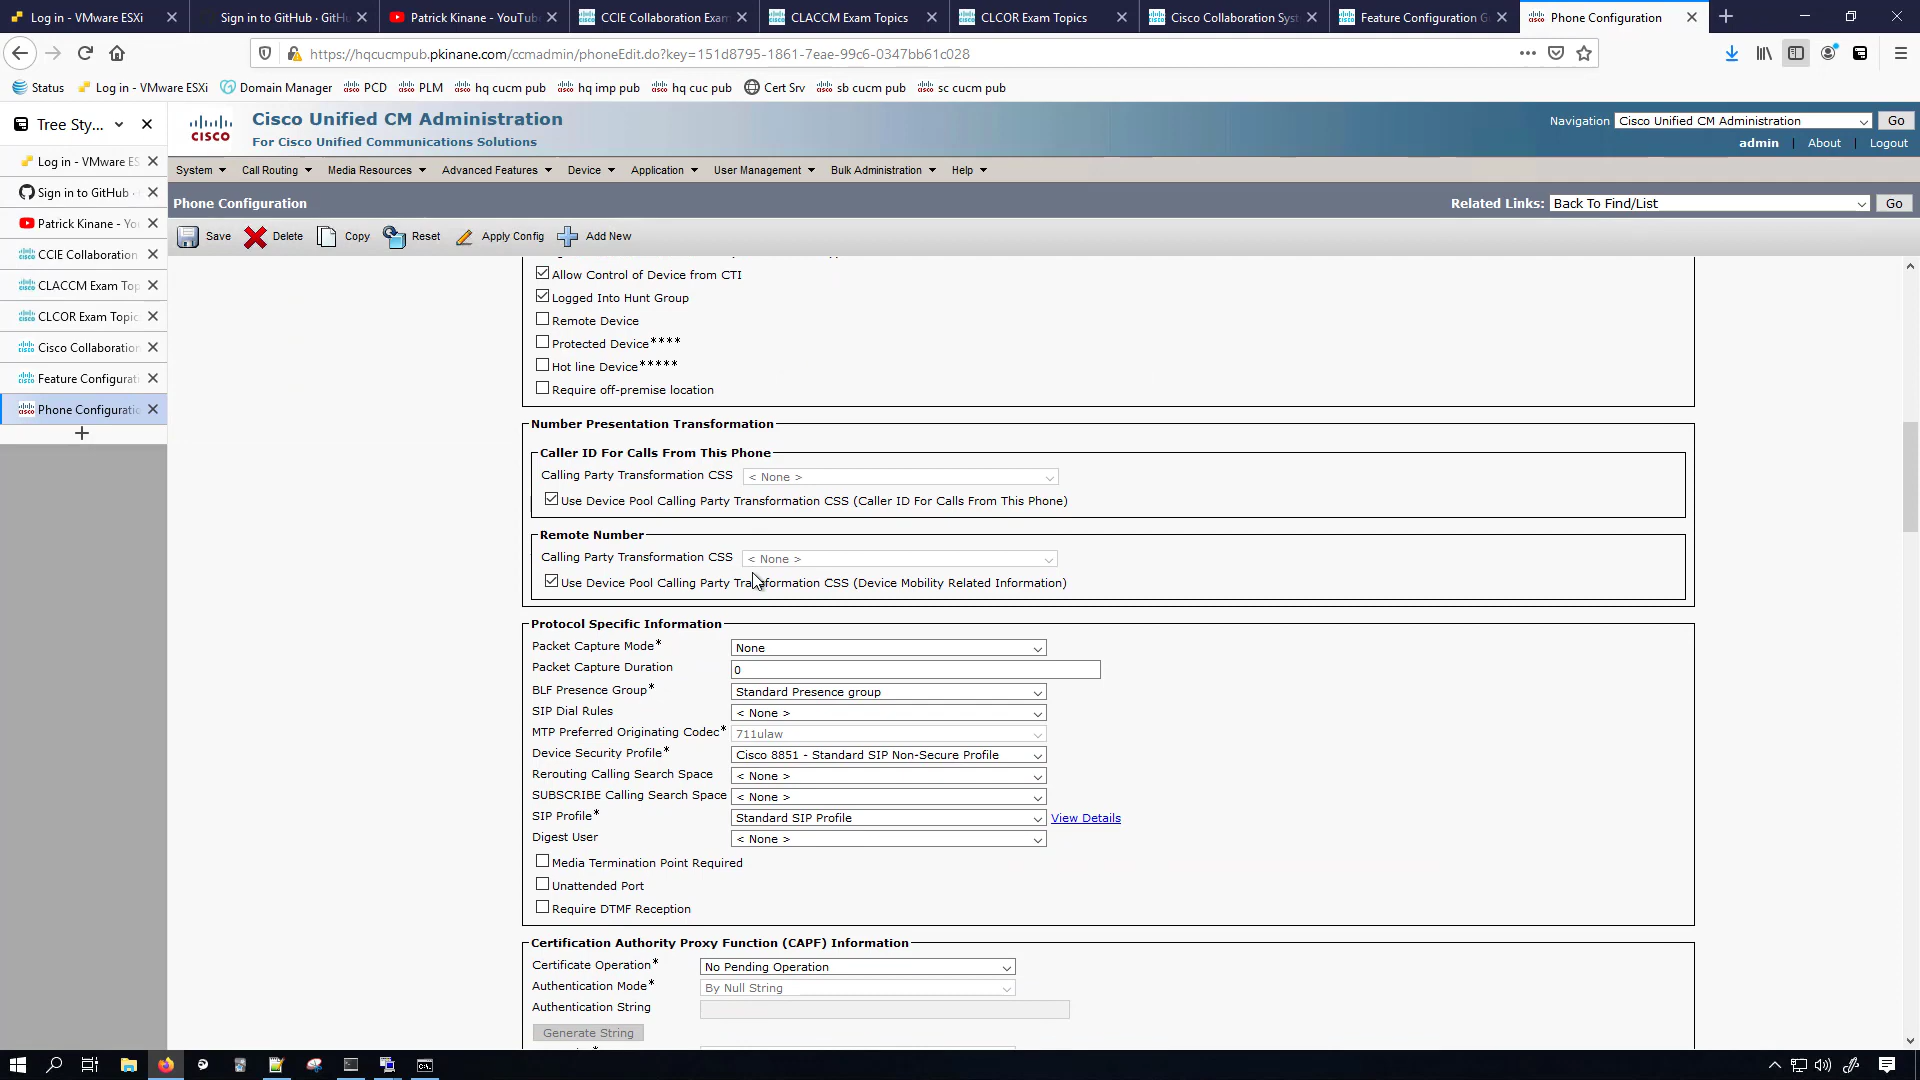 Log in - VMware ESXi
Sign in to GitHub · GitHu
Patrick Kinane - YouTube
CCIE Collaboration Exam
CLACCM Exam Topics
CLCOR Exam Topics
Cisco Collaboration Syst
Feature Configuration G
Phone Configuration
https://hqcucmpub.pkinane.com/ccmadmin/phoneEdit.do?key=151d8795-1861-7eae-99c6-0347bb61c028
Status
Log in - VMware ESXi
Domain Manager
PCD
PLM
hq cucm pub
hq imp pub
hq cuc pub
Cert Srv
sb cucm pub
sc cucm pub
Tree Sty...
Log in - VMware ES
Sign in to GitHub ·
Patrick Kinane - Yo
CCIE Collaboration
CLACCM Exam Top
CLCOR Exam Topic
Cisco Collaboration
Feature Configurat
Phone Configuratio
CISCO
Cisco Unified CM Administration
For Cisco Unified Communications Solutions
Navigation Cisco Unified CM Administration Go
admin | About | Logout
System Call Routing Media Resources Advanced Features Device Application User Management Bulk Administration Help
Phone Configuration
Related Links: Back To Find/List Go
Save Delete Copy Reset Apply Config Add New
Allow Control of Device from CTI
Logged Into Hunt Group
Remote Device
Protected Device****
Hot line Device*****
Require off-premise location
Number Presentation Transformation
Caller ID For Calls From This Phone
Calling Party Transformation CSS < None >
Use Device Pool Calling Party Transformation CSS (Caller ID For Calls From This Phone)
Remote Number
Calling Party Transformation CSS < None >
Use Device Pool Calling Party Transformation CSS (Device Mobility Related Information)
Protocol Specific Information
Packet Capture Mode* None
Packet Capture Duration 0
BLF Presence Group* Standard Presence group
SIP Dial Rules < None >
MTP Preferred Originating Codec* 711ulaw
Device Security Profile* Cisco 8851 - Standard SIP Non-Secure Profile
Rerouting Calling Search Space < None >
SUBSCRIBE Calling Search Space < None >
SIP Profile* Standard SIP Profile View Details
Digest User < None >
Media Termination Point Required
Unattended Port
Require DTMF Reception
Certification Authority Proxy Function (CAPF) Information
Certificate Operation* No Pending Operation
Authentication Mode* By Null String
Authentication String
Generate String